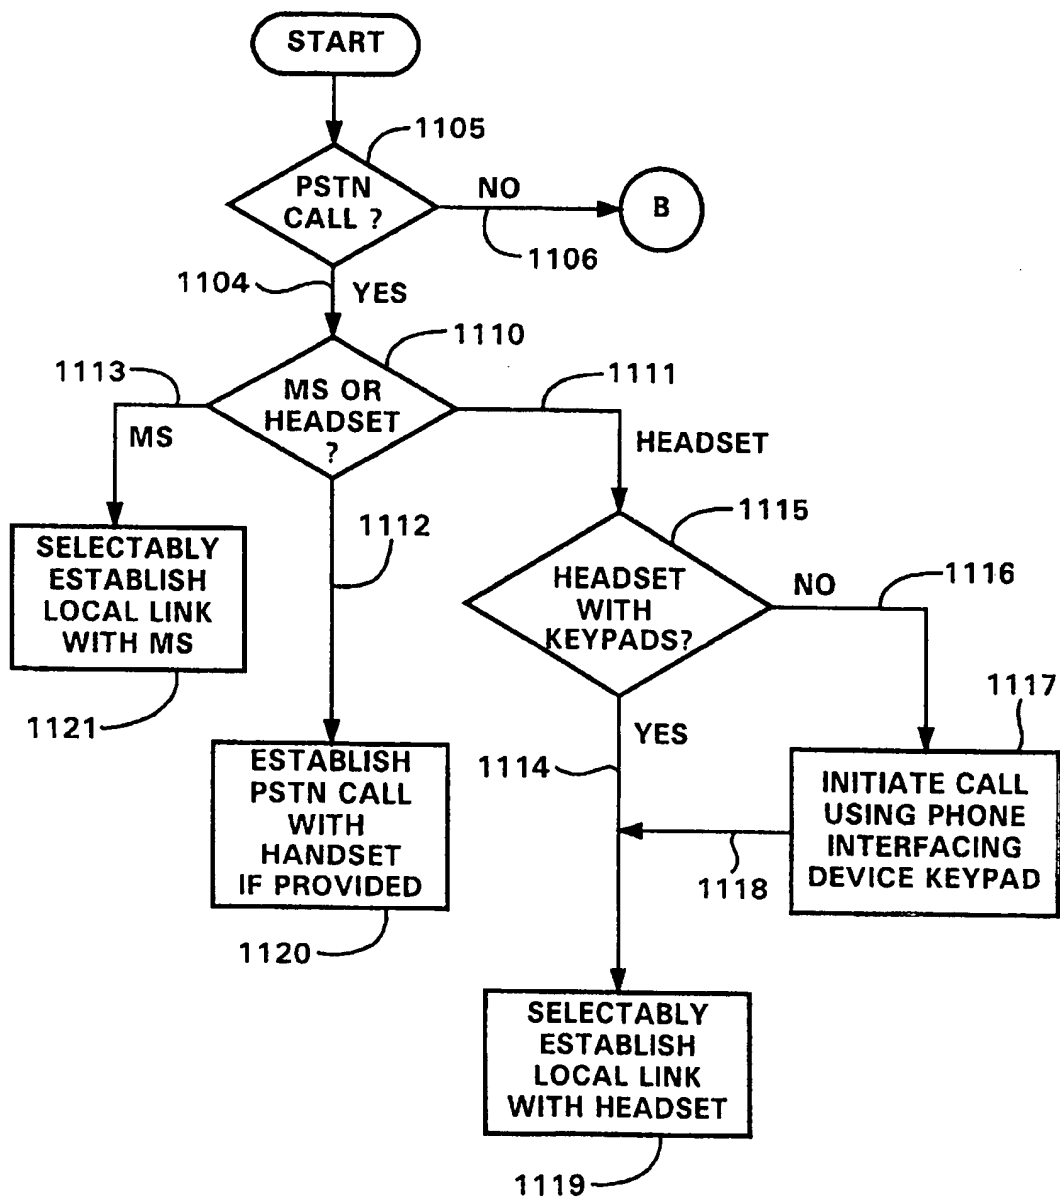 START
1105
PSTN
CALL ?
NO
B
1106
1104
YES
1110
1113
1111
MS OR
HEADSET
?
MS
HEADSET
1112
1115
SELECTABLY
ESTABLISH
LOCAL LINK
WITH MS
HEADSET
WITH
KEYPADS?
NO
1116
1121
1117
YES
1114
ESTABLISH
PSTN CALL
WITH
HANDSET
IF PROVIDED
INITIATE CALL
USING PHONE
INTERFACING
DEVICE KEYPAD
1118
1120
SELECTABLY
ESTABLISH
LOCAL LINK
WITH HEADSET
1119